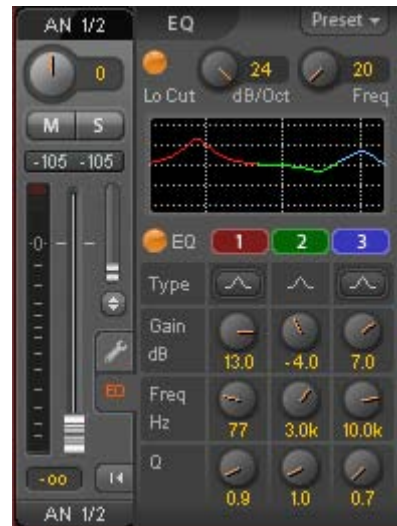 AN 1/2
EQ
Preset
0
24
20
Lo Cut
dB/Oct
Freq
M
S
-105 -105
-0-
EQ
1
2
3
Type
Gain
dB
13.0
-4.0
7.0
EQ
Freq
Hz
77
3.0k
10.0k
Q
0.9
1.0
0.7
-oo
AN 1/2